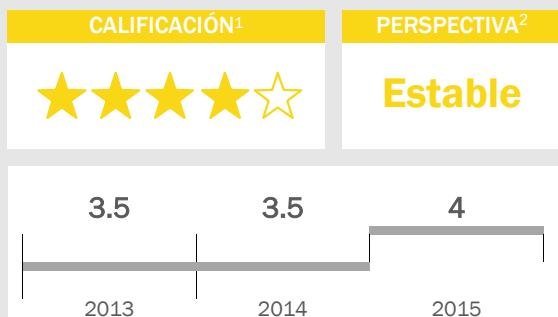 CALIFICACIÓN1
PERSPECTIVA2
Estable
3.5 3.5 4
2013 2014 2015